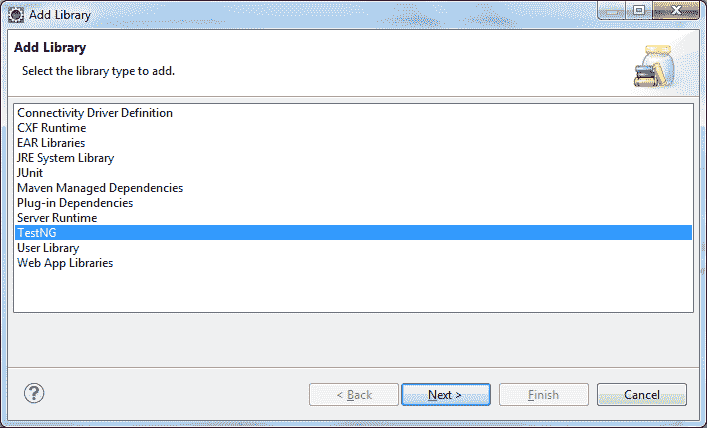 Add Library
Add Library
Select the library type to add.
Connectivity Driver Definition
CXF Runtime
EAR Libraries
JRE System Library
JUnit
Maven Managed Dependencies
Plug-in Dependencies
Server Runtime
TestNG
User Library
Web App Libraries
? < Back Next > Finish Cancel